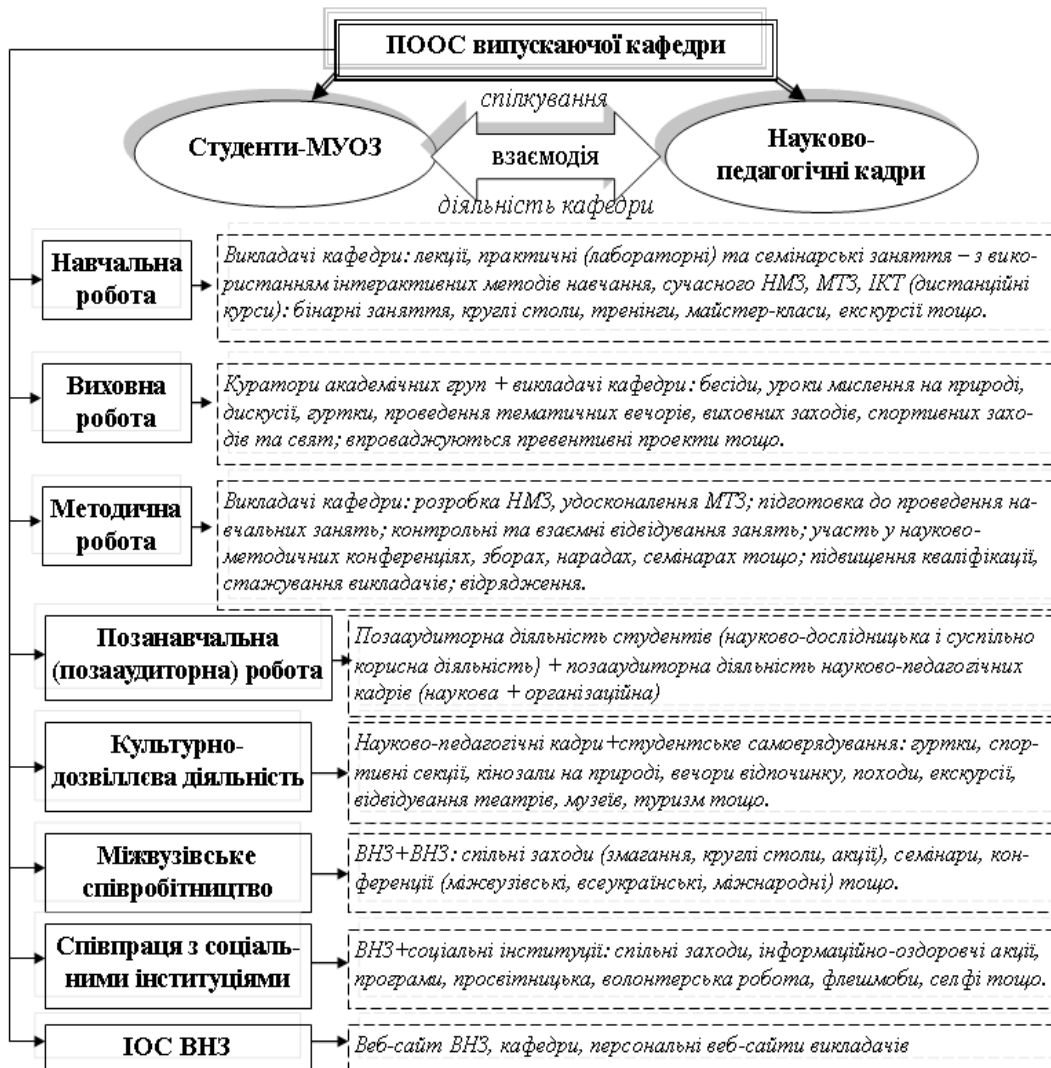 ПООС випускаючої кафедри
спілкування
Студенти-МУОЗ
взаємодія
Науково-
педагогічні кадри
діяльність кафедри
Навчальна
робота
Викладачі кафедри: лекції, практичні (лабораторні) та семінарські заняття – з вико-
ристанням інтерактивних методів навчання, сучасного НМЗ, МТЗ, ІКТ (дистанційні
курси): бінарні заняття, круглі столи, тренінги, майстер-класи, екскурсії тощо.
Виховна
робота
Куратори академічних груп + викладачі кафедри: бесіди, уроки мислення на природі,
дискусії, гуртки, проведення тематичних вечорів, виховних заходів, спортивних захо-
дів та свят; впроваджуються превентивні проекти тощо.
Методична
робота
Викладачі кафедри: розробка НМЗ, удосконалення МТЗ; підготовка до проведення на-
вчальних занять; контрольні та взаємні відвідування занять; участь у науково-
методичних конференціях, зборах, нарадах, семінарах тощо; підвищення кваліфікації,
стажування викладачів; відрядження.
Позанавчальна
(позааудиторна) робота
Позааудиторна діяльність студентів (науково-дослідницька і суспільно
корисна діяльність) + позааудиторна діяльність науково-педагогічних
кадрів (наукова + організаційна)
Культурно-
дозвіллєва діяльність
Науково-педагогічні кадри+студентське самоврядування: гуртки, спор-
тивні секції, кінозали на природі, вечори відпочинку, походи, екскурсії,
відвідування театрів, музеїв, туризм тощо.
Міжвузівське
співробітництво
ВНЗ+ВНЗ: спільні заходи (змагання, круглі столи, акції), семінари, кон-
ференції (міжвузівські, всеукраїнські, міжнародні) тощо.
Співпраця з соціаль-
ними інституціями
ВНЗ+соціальні інституції: спільні заходи, інформаційно-оздоровчі акції,
програми, просвітницька, волонтерська робота, флешмоби, селфі тощо.
ІОС ВНЗ
Веб-сайт ВНЗ, кафедри, персональні веб-сайти викладачів